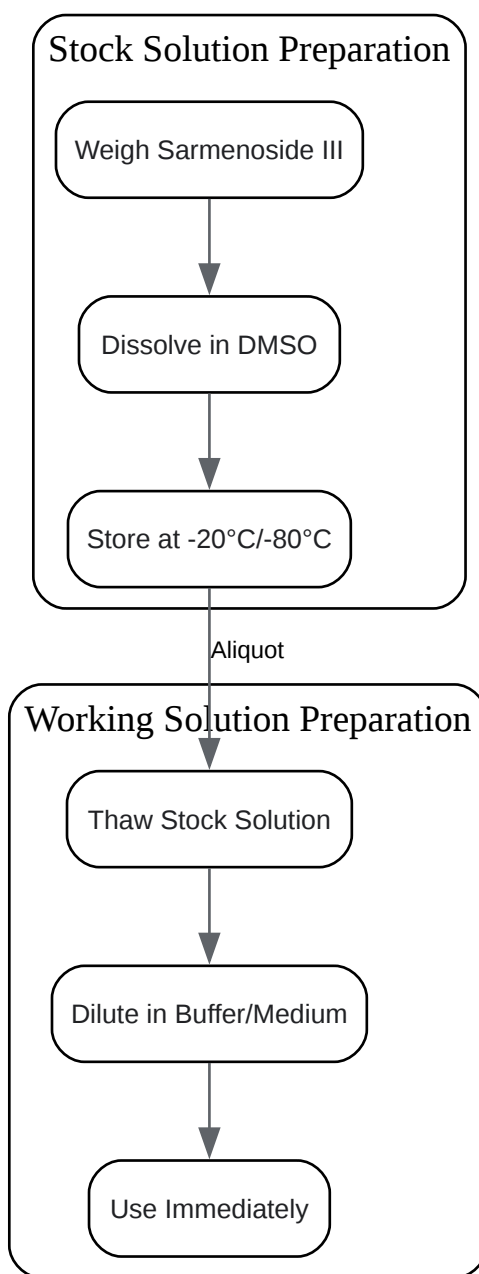 Stock Solution Preparation
Weigh Sarmenoside III
Dissolve in DMSO
Store at -20°C/-80°C
Aliquot
Working Solution Preparation
Thaw Stock Solution
Dilute in Buffer/Medium
Use Immediately